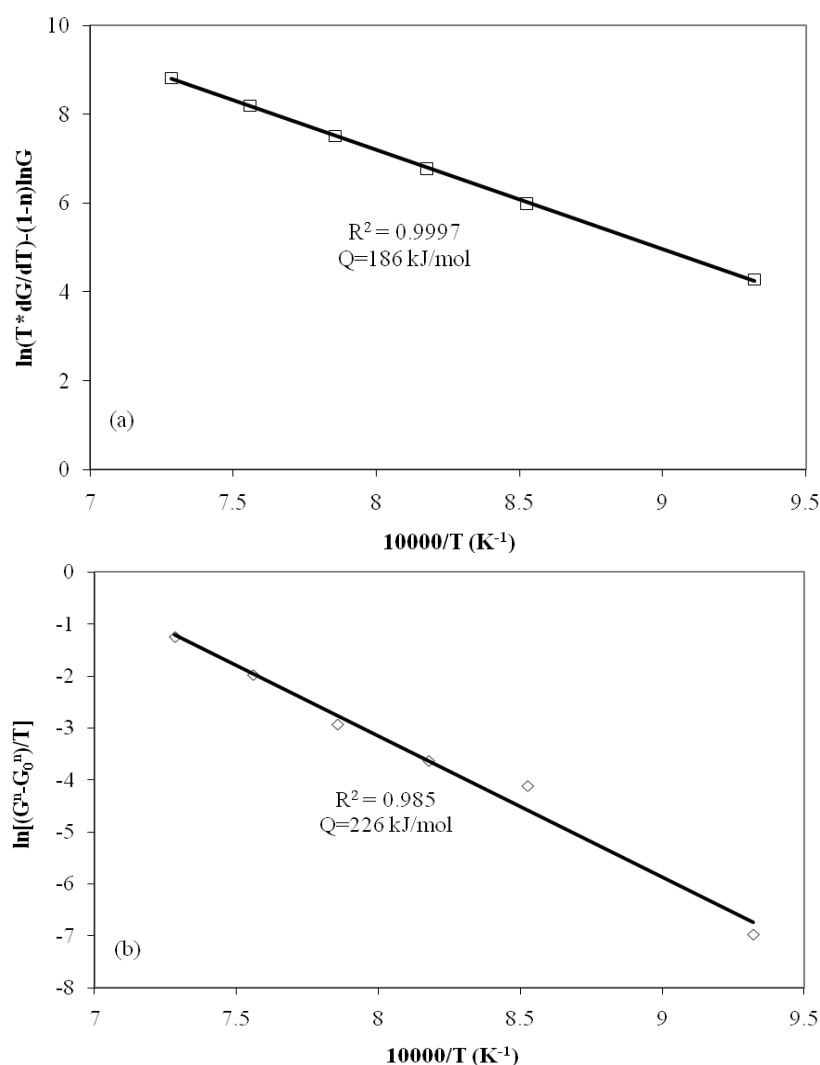 10
8
6
4
2
0
ln(T*dG/dT)-(1-n)lnG
R² = 0.9997
Q=186 kJ/mol
(a)
7
7.5
8
8.5
9
9.5
10000/T (K⁻¹)
0
-1
-2
-3
-4
-5
-6
-7
-8
ln[(Gⁿ-G₀ⁿ)/T]
R² = 0.985
Q=226 kJ/mol
(b)
7
7.5
8
8.5
9
9.5
10000/T (K⁻¹)